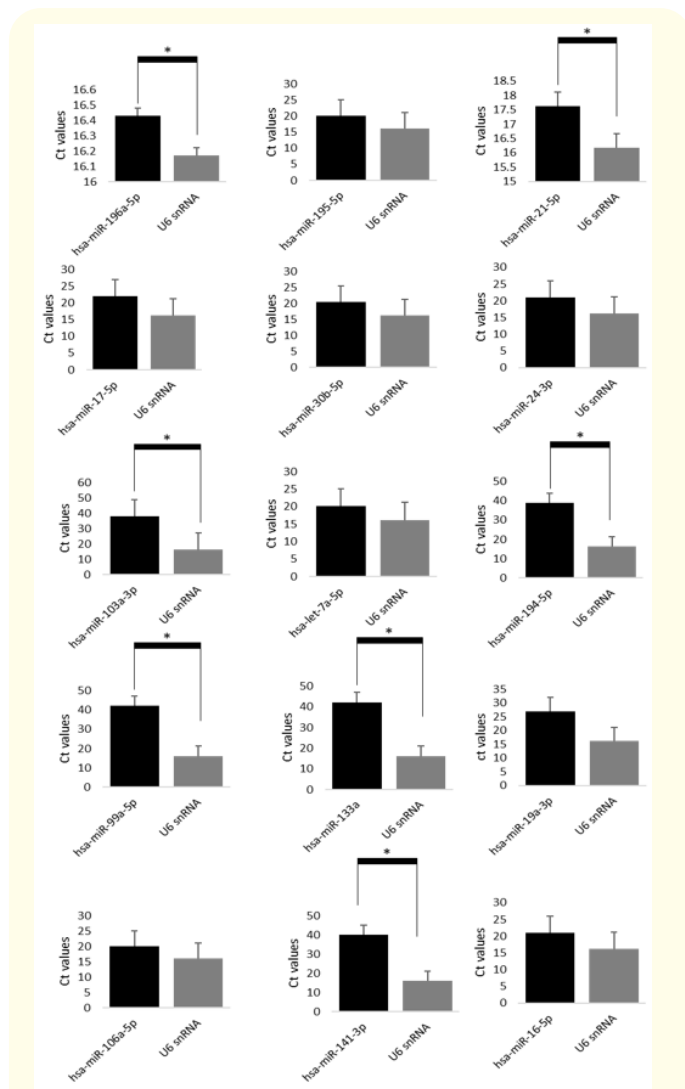 *
*
16.6
16.5
16.4
16.3
16.2
16.1
16
Ct values
hsa-miR-196a-5p
U6 snRNA
30
25
20
15
10
5
0
Ct values
hsa-miR-195-5p
U6 snRNA
18.5
18
17.5
17
16.5
16
15.5
15
Ct values
hsa-miR-21-5p
U6 snRNA
30
25
20
15
10
5
0
Ct values
hsa-miR-17-5p
U6 snRNA
30
25
20
15
10
5
0
Ct values
hsa-miR-30b-5p
U6 snRNA
30
25
20
15
10
5
0
Ct values
hsa-miR-24-3p
U6 snRNA
*
60
50
40
30
20
10
0
Ct values
hsa-miR-103a-3p
U6 snRNA
30
25
20
15
10
5
0
Ct values
hsa-let-7a-5p
U6 snRNA
*
50
40
30
20
10
0
Ct values
hsa-miR-194-5p
U6 snRNA
*
50
40
30
20
10
0
Ct values
hsa-miR-99a-5p
U6 snRNA
*
50
40
30
20
10
0
Ct values
hsa-miR-133a
U6 snRNA
35
30
25
20
15
10
5
0
ct values
hsa-miR-19a-3p
U6 snRNA
30
25
20
15
10
5
0
Ct values
hsa-miR-106a-5p
U6 snRNA
*
50
40
30
20
10
0
Ct values
hsa-miR-141-3p
U6 snRNA
30
25
20
15
10
5
0
Ct values
hsa-miR-16-5p
U6 snRNA